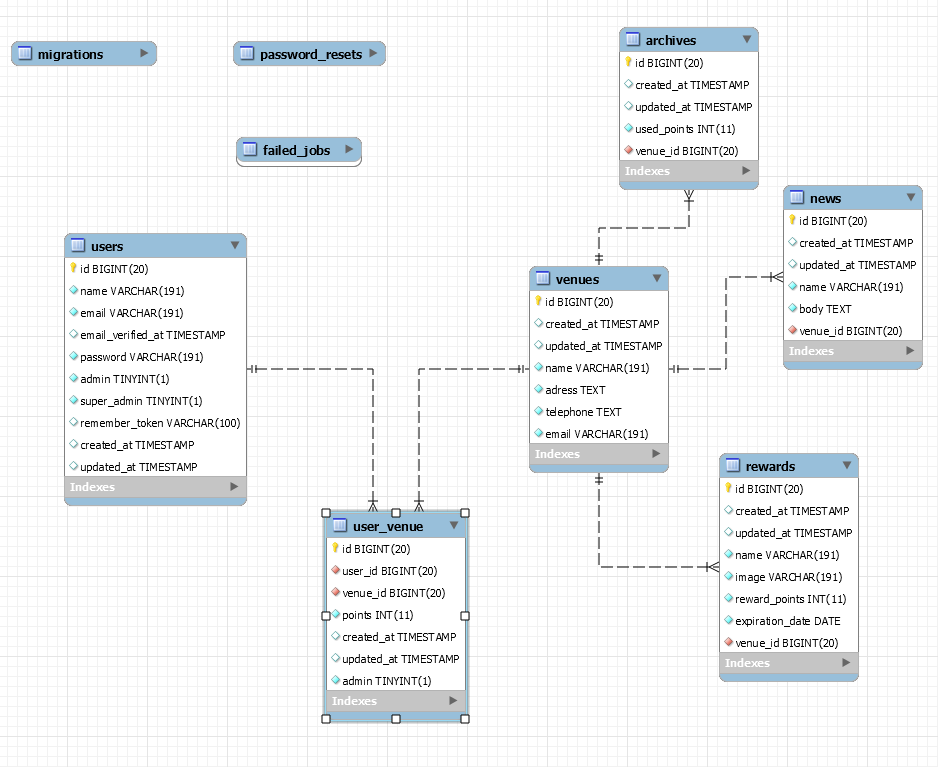 migrations
password_resets
failed_jobs
archives
id BIGINT(20)
created_at TIMESTAMP
updated_at TIMESTAMP
used_points INT(11)
venue_id BIGINT(20)
Indexes
news
id BIGINT(20)
created_at TIMESTAMP
updated_at TIMESTAMP
name VARCHAR(191)
body TEXT
venue_id BIGINT(20)
Indexes
users
id BIGINT(20)
name VARCHAR(191)
email VARCHAR(191)
email_verified_at TIMESTAMP
password VARCHAR(191)
admin TINYINT(1)
super_admin TINYINT(1)
remember_token VARCHAR(100)
created_at TIMESTAMP
updated_at TIMESTAMP
Indexes
venues
id BIGINT(20)
created_at TIMESTAMP
updated_at TIMESTAMP
name VARCHAR(191)
adress TEXT
telephone TEXT
email VARCHAR(191)
Indexes
rewards
id BIGINT(20)
created_at TIMESTAMP
updated_at TIMESTAMP
name VARCHAR(191)
image VARCHAR(191)
reward_points INT(11)
expiration_date DATE
venue_id BIGINT(20)
Indexes
user_venue
id BIGINT(20)
user_id BIGINT(20)
venue_id BIGINT(20)
points INT(11)
created_at TIMESTAMP
updated_at TIMESTAMP
admin TINYINT(1)
Indexes